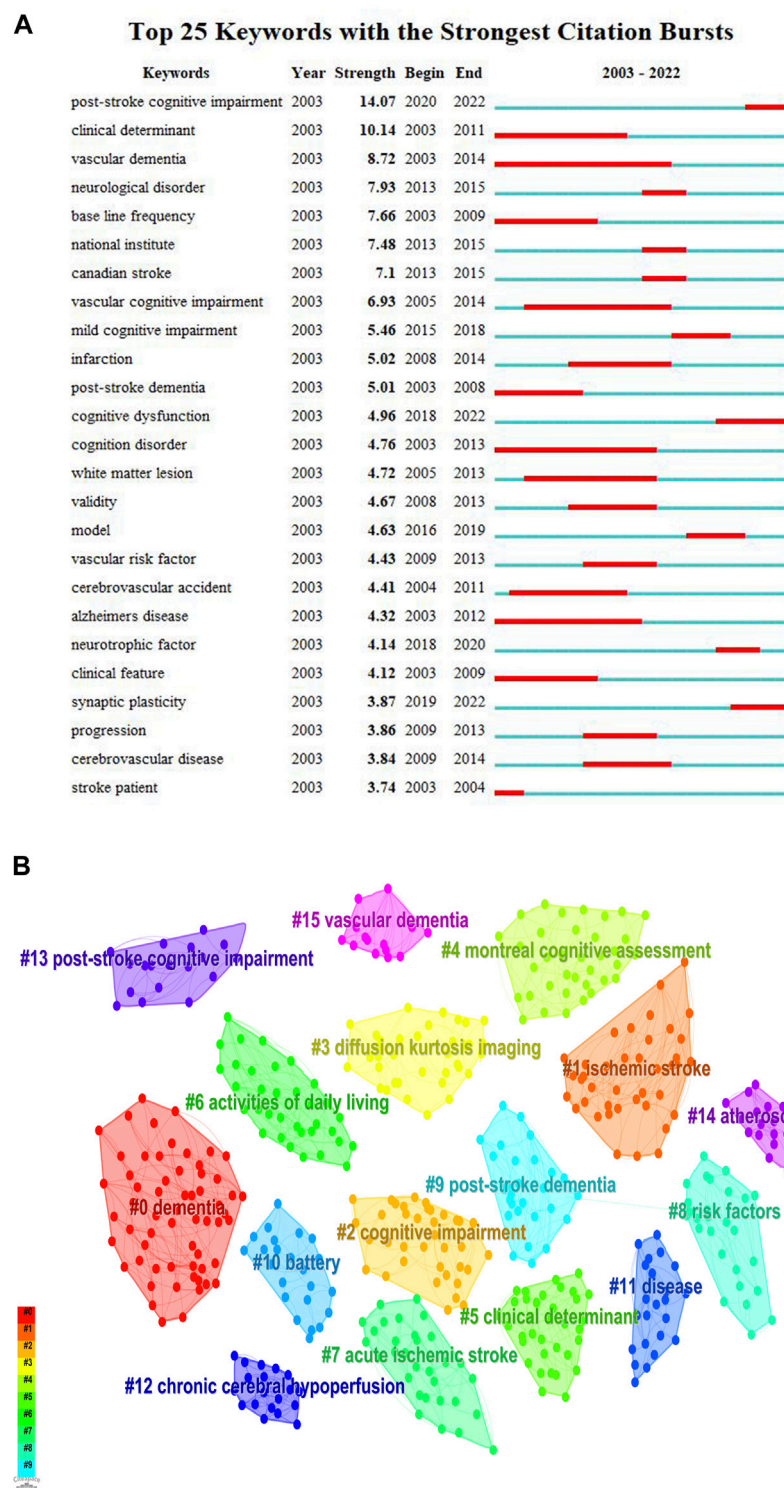 A
Top 25 Keywords with the Strongest Citation Bursts
Keywords Year Strength Begin End 2003 - 2022
post-stroke cognitive impairment 2003 14.07 2020 2022
clinical determinant 2003 10.14 2003 2011
vascular dementia 2003 8.72 2003 2014
neurological disorder 2003 7.93 2013 2015
base line frequency 2003 7.66 2003 2009
national institute 2003 7.48 2013 2015
canadian stroke 2003 7.1 2013 2015
vascular cognitive impairment 2003 6.93 2005 2014
mild cognitive impairment 2003 5.46 2015 2018
infarction 2003 5.02 2008 2014
post-stroke dementia 2003 5.01 2003 2008
cognitive dysfunction 2003 4.96 2018 2022
cognition disorder 2003 4.76 2003 2013
white matter lesion 2003 4.72 2005 2013
validity 2003 4.67 2008 2013
model 2003 4.63 2016 2019
vascular risk factor 2003 4.43 2009 2013
cerebrovascular accident 2003 4.41 2004 2011
alzheimers disease 2003 4.32 2003 2012
neurotrophic factor 2003 4.14 2018 2020
clinical feature 2003 4.12 2003 2009
synaptic plasticity 2003 3.87 2019 2022
progression 2003 3.86 2009 2013
cerebrovascular disease 2003 3.84 2009 2014
stroke patient 2003 3.74 2003 2004
B
#15 vascular dementia
#4 montreal cognitive assessment
#13 post-stroke cognitive impairment
#3 diffusion kurtosis imaging
#1 ischemic stroke
#6 activities of daily living
#14 atheros
#9 post-stroke dementia
#0 dementia
#8 risk factors
#2 cognitive impairment
#10 battery
#11 disease
#5 clinical determinant
#7 acute ischemic stroke
#12 chronic cerebral hypoperfusion
#0
#1
#2
#3
#4
#5
#6
#7
#8
#9